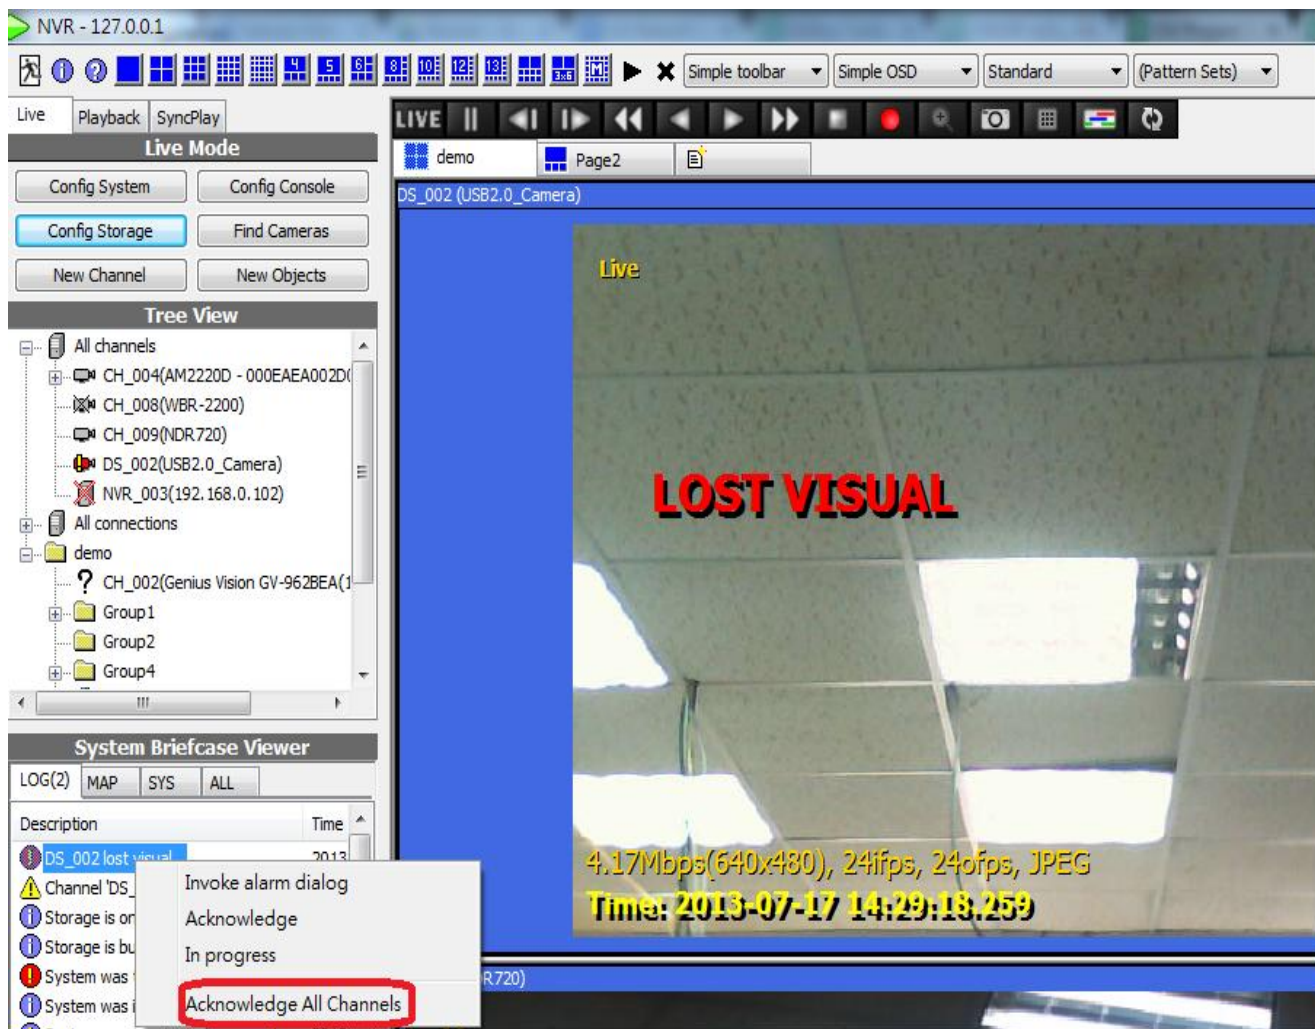 NVR - 127.0.0.1
Simple toolbar
Simple OSD
Standard
(Pattern Sets)
Live
Playback
SyncPlay
LIVE
Live Mode
demo
Page2
Config System
Config Console
DS_002 (USB2.0_Camera)
Config Storage
Find Cameras
New Channel
New Objects
Live
Tree View
All channels
CH_004(AM2220D - 000EAEA002D
CH_008(WBR-2200)
CH_009(NDR720)
DS_002(USB2.0_Camera)
NVR_003(192.168.0.102)
LOST VISUAL
All connections
demo
CH_002(Genius Vision GV-962BEA(1
Group1
Group2
Group4
System Briefcase Viewer
LOG(2)
MAP
SYS
ALL
Description
Time
DS_002 lost visual
2013
Channel 'DS_
Storage is on
Storage is bu
System was
System was i
Invoke alarm dialog
Acknowledge
In progress
Acknowledge All Channels
4.17Mbps(640x480), 24ifps, 24ofps, JPEG
Time: 2013-07-17 14:29:18.259
R720)